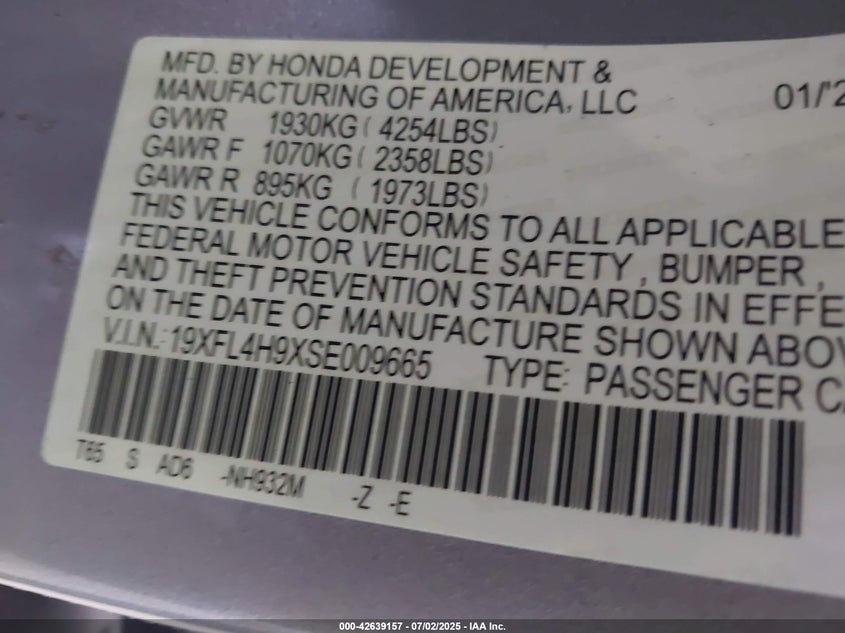 MFD. BY HONDA DEVELOPMENT &
MANUFACTURING OF AMERICA, LLC 01/'2
GVWR 1930KG ( 4254LBS)
GAWR F 1070KG ( 2358LBS)
GAWR R 895KG ( 1973LBS)
THIS VEHICLE CONFORMS TO ALL APPLICABLE
FEDERAL MOTOR VEHICLE SAFETY , BUMPER ,
AND THEFT PREVENTION STANDARDS IN EFFE
ON THE DATE OF MANUFACTURE SHOWN ABOV
V.I.N.: 19XFL4H9XSE009665 TYPE: PASSENGER CA
T65 S AD6 -NH932M -Z -E
000-42639157 - 07/02/2025 - IAA Inc.